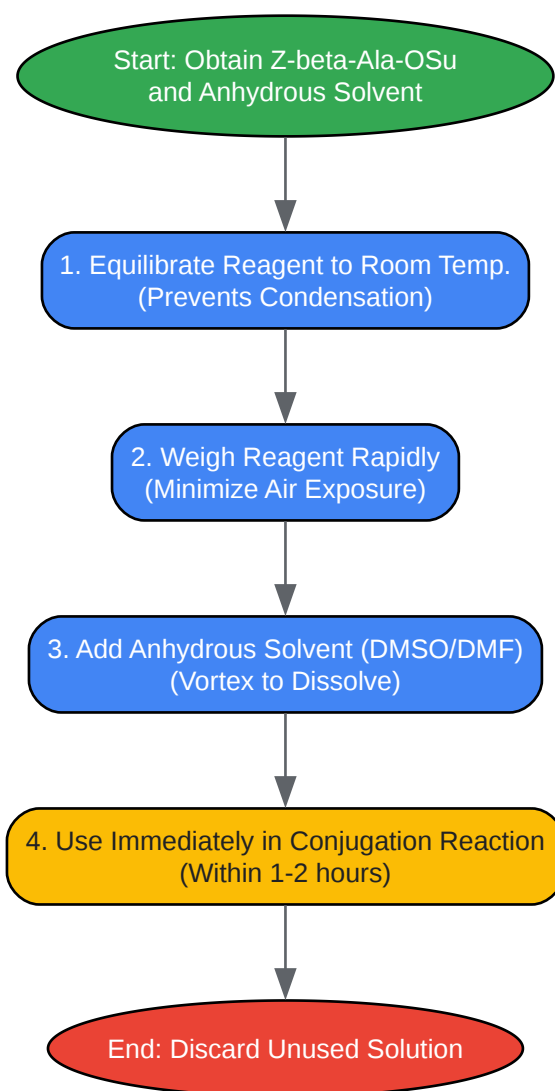 Start: Obtain Z-beta-Ala-OSu
and Anhydrous Solvent
1. Equilibrate Reagent to Room Temp.
(Prevents Condensation)
2. Weigh Reagent Rapidly
(Minimize Air Exposure)
3. Add Anhydrous Solvent (DMSO/DMF)
(Vortex to Dissolve)
4. Use Immediately in Conjugation Reaction
(Within 1-2 hours)
End: Discard Unused Solution